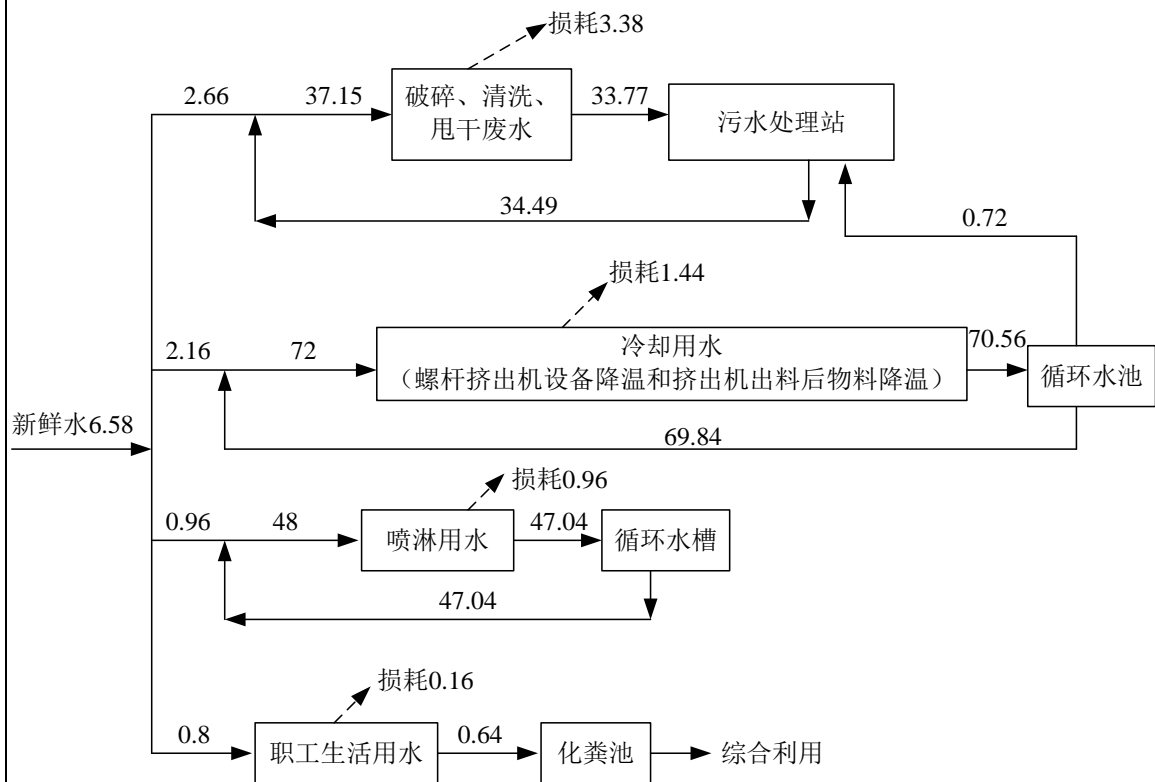 损耗3.38
2.66
37.15
破碎、清洗、
甩干废水
33.77
污水处理站
34.49
0.72
损耗1.44
2.16
72
冷却用水
（螺杆挤出机设备降温和挤出机出料后物料降温）
70.56
循环水池
69.84
新鲜水6.58
损耗0.96
0.96
48
喷淋用水
47.04
循环水槽
47.04
损耗0.16
0.8
职工生活用水
0.64
化粪池
综合利用